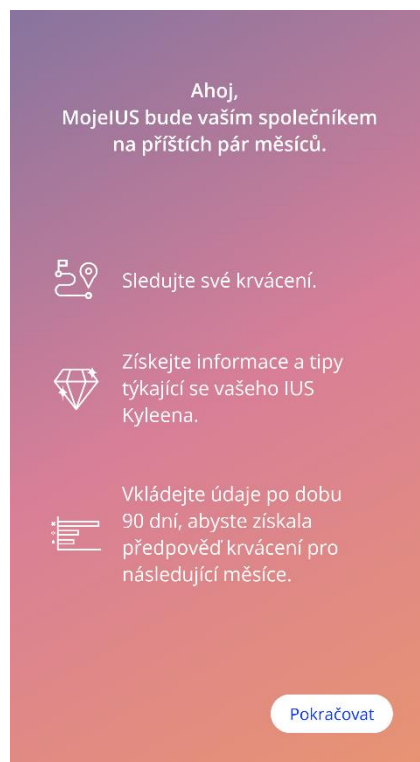 Ahoj,
MojeIUS bude vaším společníkem
na příštích pár měsíců.
Sledujte své krvácení.
Získejte informace a tipy
týkající se vašeho IUS
Kyleena.
Vkládejte údaje po dobu
90 dní, abyste získala
předpověď krvácení pro
následující měsíce.
Pokračovat